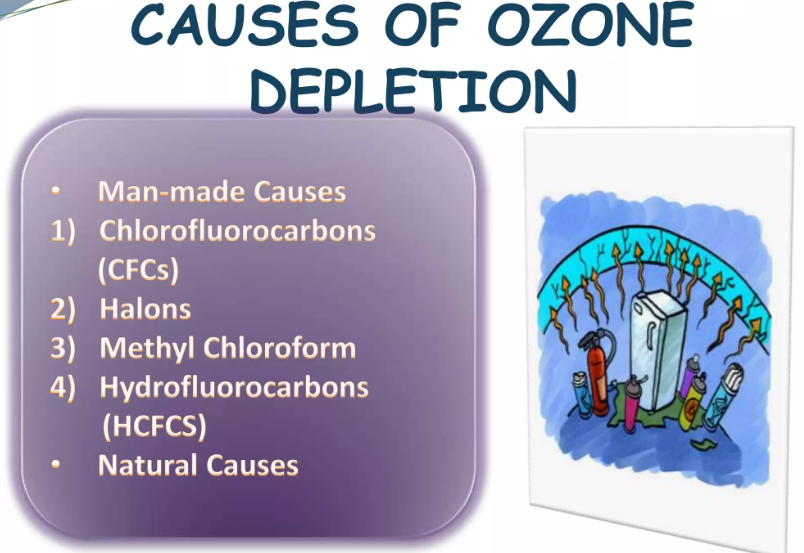 CAUSES OF OZONE
DEPLETION
• Man-made Causes
1) Chlorofluorocarbons
(CFCs)
2) Halons
3) Methyl Chloroform
4) Hydrofluorocarbons
(HCFCS)
• Natural Causes